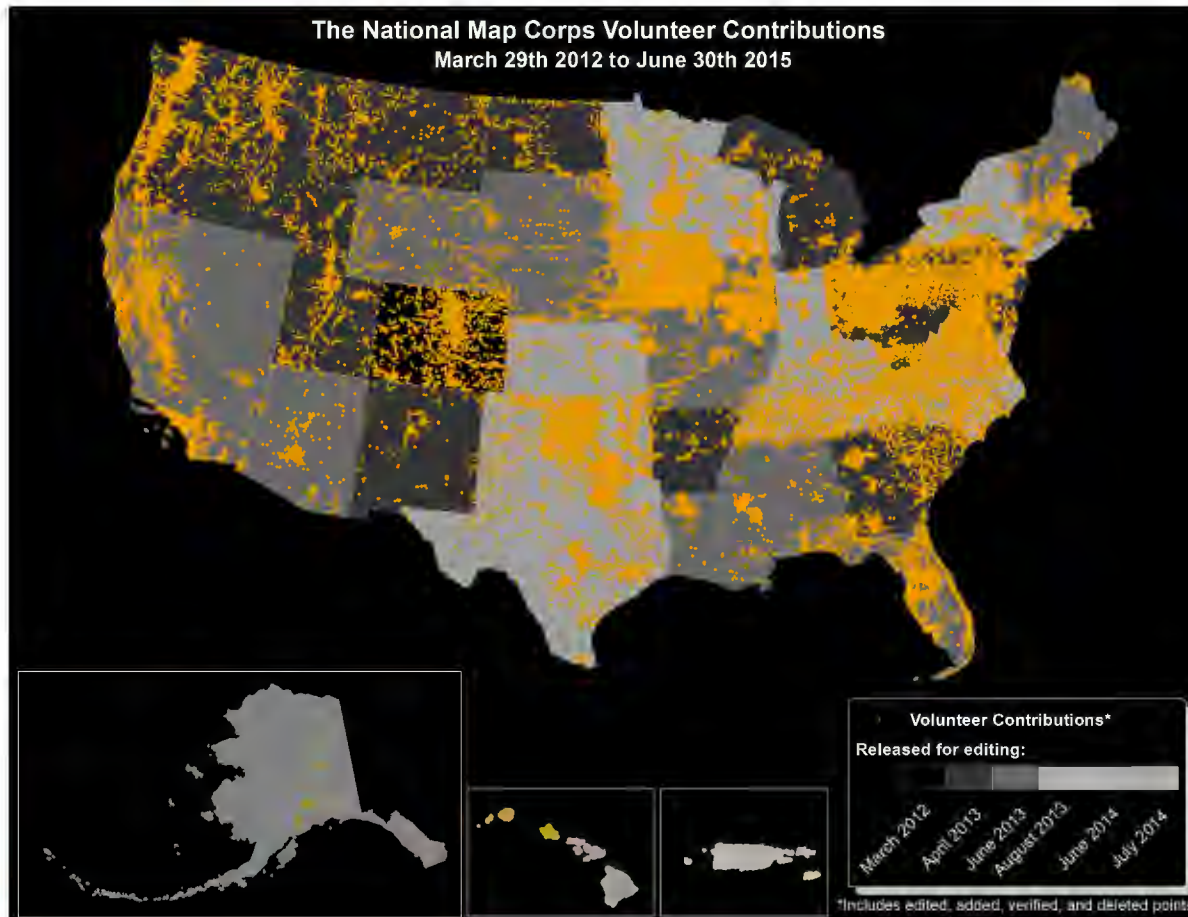 The National Map Corps Volunteer Contributions
March 29th 2012 to June 30th 2015
Volunteer Contributions*
Released for editing:
March 2012
April 2013
June 2013
August 2013
June 2014
July 2014
*Includes edited, added, verified, and deleted points